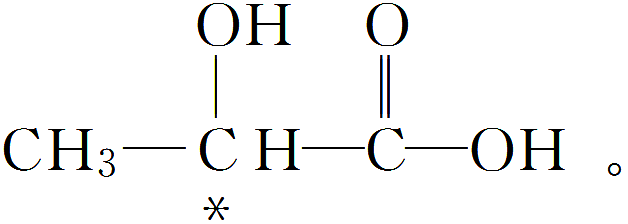 OH O
CH₃—CH—C—OH 。
*